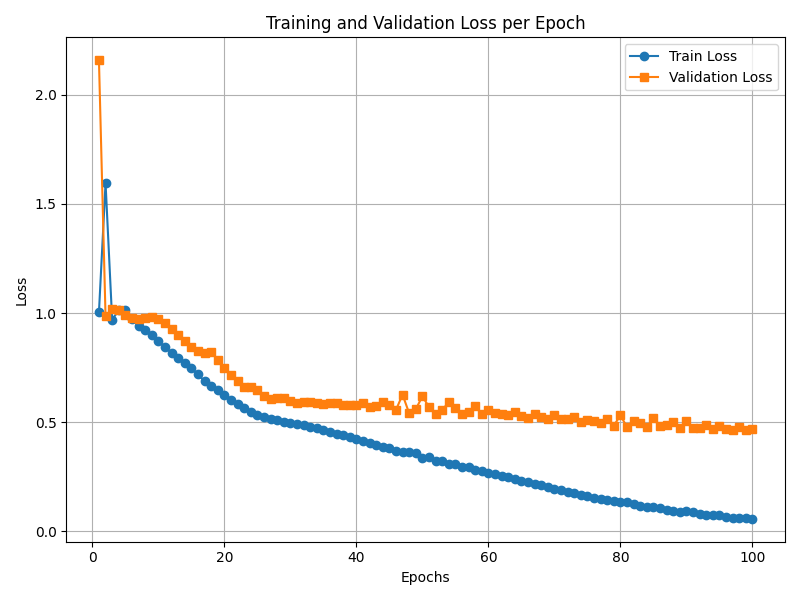 Training and Validation Loss per Epoch
Train Loss
Validation Loss
2.0
1.5
1.0
0.5
0.0
Loss
0 20 40 60 80 100
Epochs